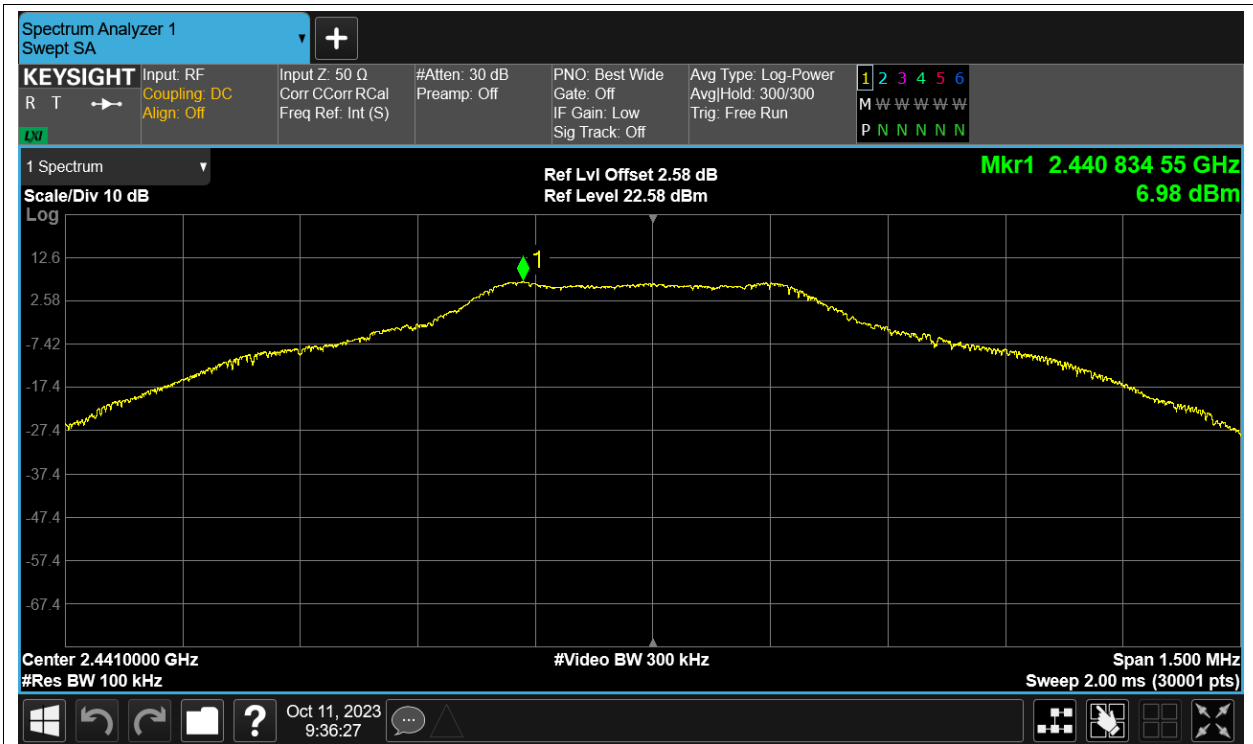 Spectrum Analyzer 1
Swept SA
KEYSIGHT
R T
LXI
Input: RF
Coupling: DC
Align: Off
Input Z: 50 Ω
Corr CCorr RCal
Freq Ref: Int (S)
#Atten: 30 dB
Preamp: Off
PNO: Best Wide
Gate: Off
IF Gain: Low
Sig Track: Off
Avg Type: Log-Power
Avg|Hold: 300/300
Trig: Free Run
1 2 3 4 5 6
M W W W W W
P N N N N N
1 Spectrum
Scale/Div 10 dB
Ref Lvl Offset 2.58 dB
Ref Level 22.58 dBm
Mkr1 2.440 834 55 GHz
6.98 dBm
Log
12.6
2.58
-7.42
-17.4
-27.4
-37.4
-47.4
-57.4
-67.4
1
Center 2.4410000 GHz
#Res BW 100 kHz
#Video BW 300 kHz
Span 1.500 MHz
Sweep 2.00 ms (30001 pts)
?
Oct 11, 2023
9:36:27